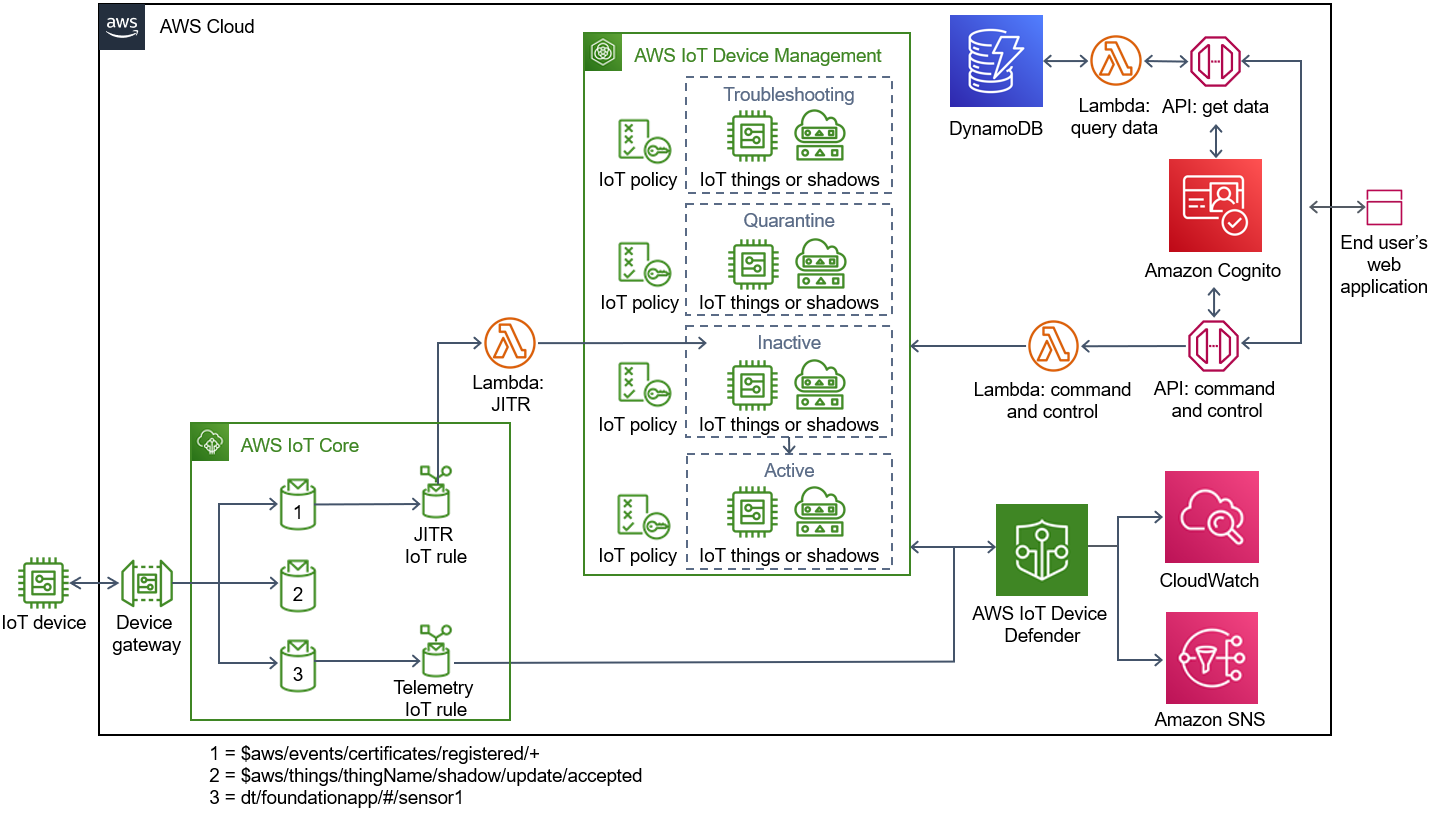 aws
AWS Cloud
AWS IoT Device Management
Troubleshooting
IoT policy
IoT things or shadows
Quarantine
IoT policy
IoT things or shadows
Inactive
IoT policy
IoT things or shadows
Active
IoT policy
IoT things or shadows
DynamoDB
Lambda:
query data
API: get data
Amazon Cognito
End user’s
web
application
Lambda: command
and control
API: command
and control
Lambda:
JITR
AWS IoT Core
1
JITR
IoT rule
2
3
Telemetry
IoT rule
IoT device
Device
gateway
AWS IoT Device
Defender
CloudWatch
Amazon SNS
1 = $aws/events/certificates/registered/+
2 = $aws/things/thingName/shadow/update/accepted
3 = dt/foundationapp/#/sensor1